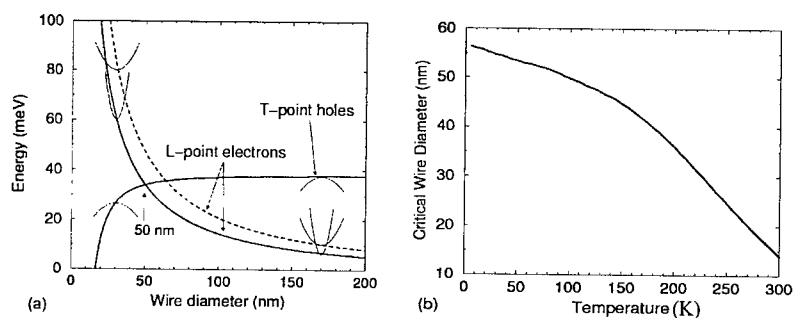 100
80
60
40
20
0
Energy (meV)
T-point holes
L-point electrons
50 nm
0 50 100 150 200
Wire diameter (nm)
(a)
60
50
40
30
20
10
Critical Wire Diameter (nm)
0 50 100 150 200 250 300
Temperature (K)
(b)